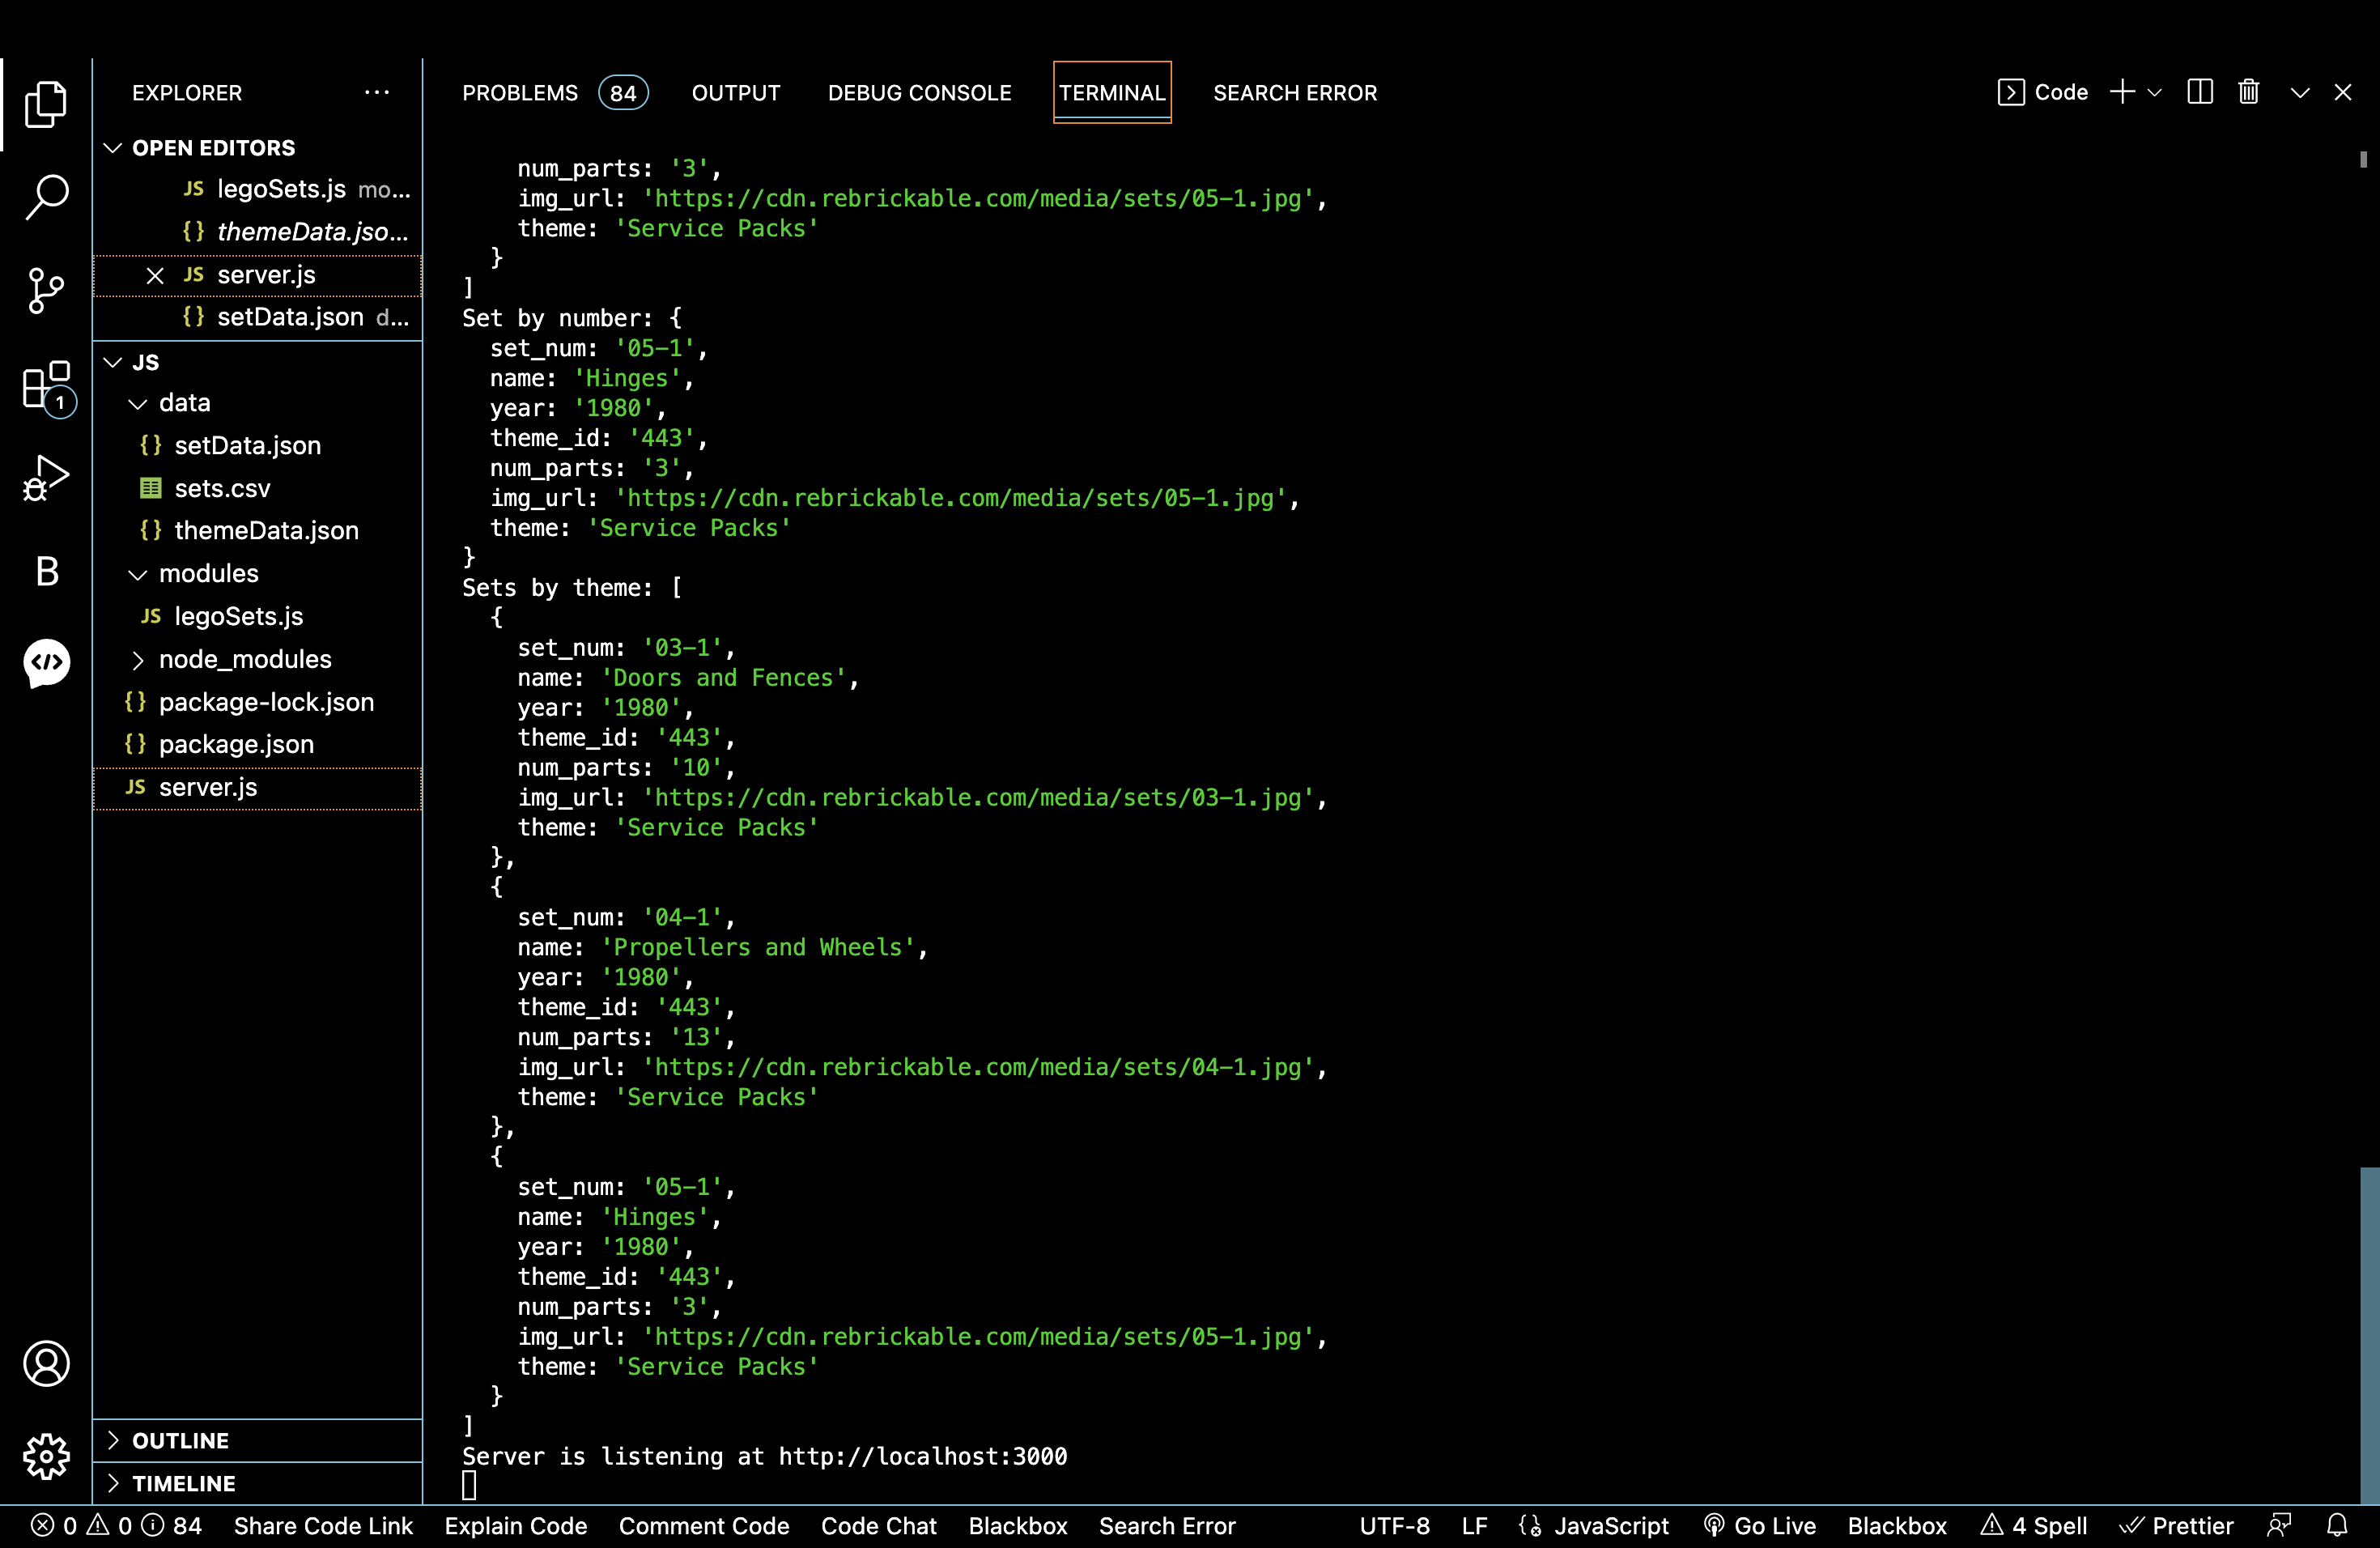 EXPLORER
OPEN EDITORS
JS legoSets.js mo...
{} themeData.jso...
JS server.js
{} setData.json d...
JS
data
{} setData.json
sets.csv
{} themeData.json
modules
JS legoSets.js
node_modules
{} package-lock.json
{} package.json
JS server.js
OUTLINE
TIMELINE
1
B
PROBLEMS 84 OUTPUT DEBUG CONSOLE TERMINAL SEARCH ERROR
Code
num_parts: '3',
img_url: 'https://cdn.rebrickable.com/media/sets/05-1.jpg',
theme: 'Service Packs'
}
]
Set by number: {
set_num: '05-1',
name: 'Hinges',
year: '1980',
theme_id: '443',
num_parts: '3',
img_url: 'https://cdn.rebrickable.com/media/sets/05-1.jpg',
theme: 'Service Packs'
}
Sets by theme: [
{
set_num: '03-1',
name: 'Doors and Fences',
year: '1980',
theme_id: '443',
num_parts: '10',
img_url: 'https://cdn.rebrickable.com/media/sets/03-1.jpg',
theme: 'Service Packs'
},
{
set_num: '04-1',
name: 'Propellers and Wheels',
year: '1980',
theme_id: '443',
num_parts: '13',
img_url: 'https://cdn.rebrickable.com/media/sets/04-1.jpg',
theme: 'Service Packs'
},
{
set_num: '05-1',
name: 'Hinges',
year: '1980',
theme_id: '443',
num_parts: '3',
img_url: 'https://cdn.rebrickable.com/media/sets/05-1.jpg',
theme: 'Service Packs'
}
]
Server is listening at http://localhost:3000
0 0 84 Share Code Link Explain Code Comment Code Code Chat Blackbox Search Error UTF-8 LF {} JavaScript Go Live Blackbox 4 Spell Prettier